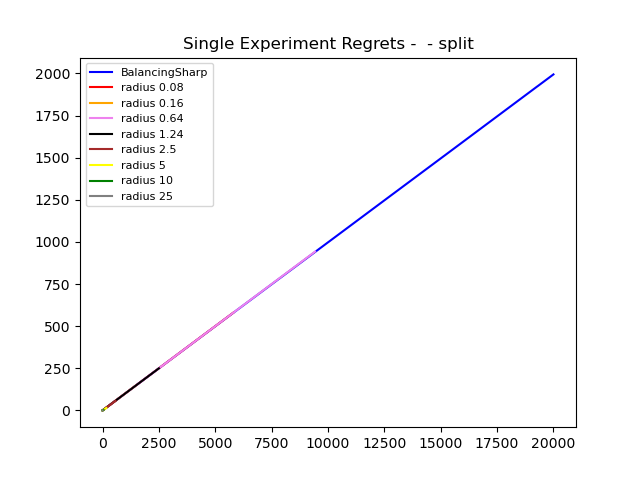 Single Experiment Regrets -  - split
2000
1750
1500
1250
1000
750
500
250
0
BalancingSharp
radius 0.08
radius 0.16
radius 0.64
radius 1.24
radius 2.5
radius 5
radius 10
radius 25
0 2500 5000 7500 10000 12500 15000 17500 20000